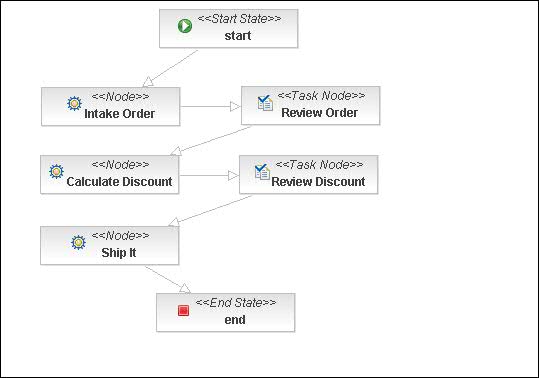 <<Start State>>
start
<<Node>>
Intake Order
<<Task Node>>
Review Order
<<Node>>
Calculate Discount
<<Task Node>>
Review Discount
<<Node>>
Ship It
<<End State>>
end